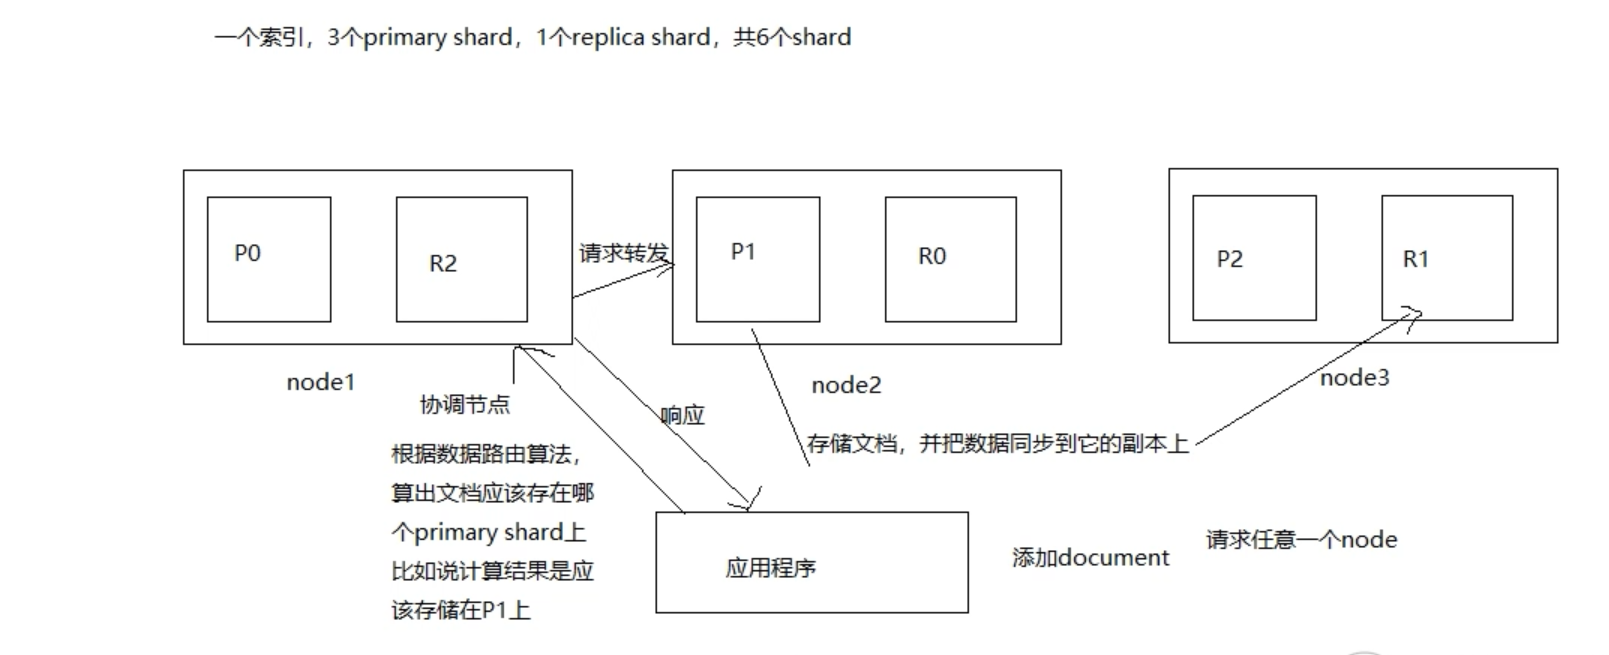 一个索引，3个primary shard，1个replica shard，共6个shard
P0
R2
请求转发
P1
R0
P2
R1
node1
node2
node3
协调节点
响应
根据数据路由算法，
算出文档应该存在哪
个primary shard上
比如说计算结果是应
该存储在P1上
存储文档，并把数据同步到它的副本上
应用程序
添加document
请求任意一个node